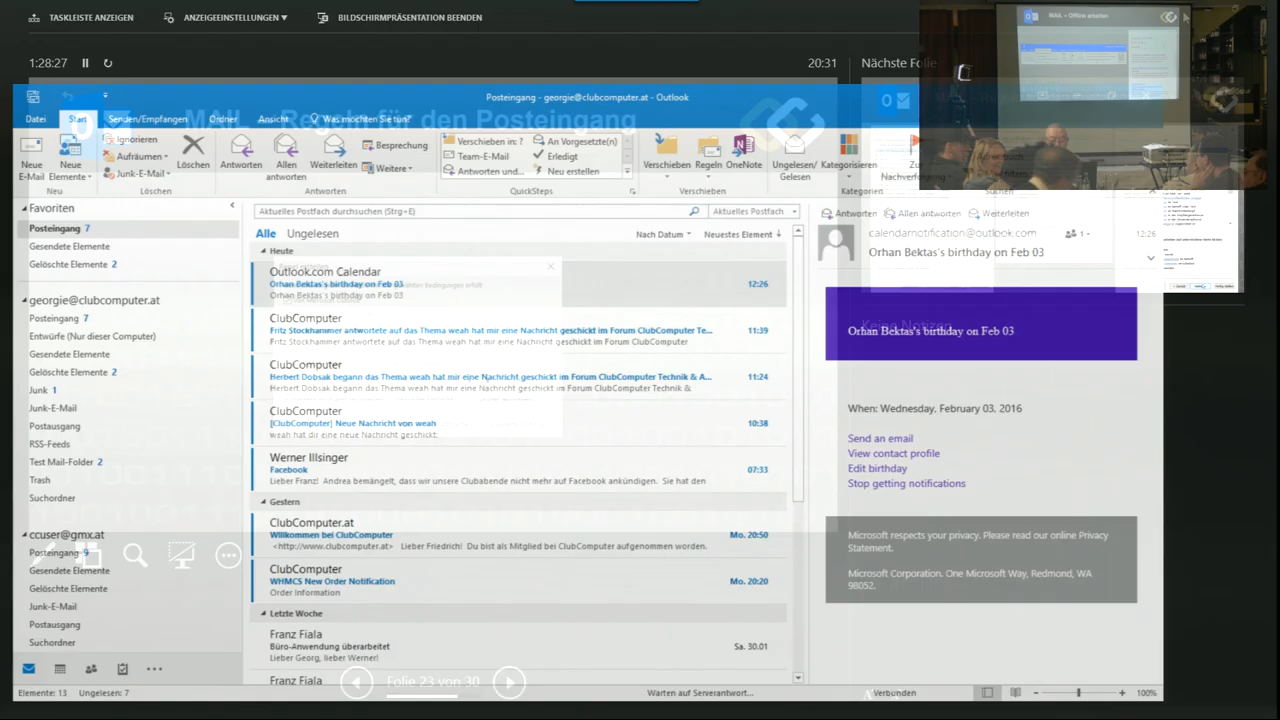 TASKLEISTE ANZEIGEN
ANZEIGEEINSTELLUNGEN ▾
BILDSCHIRMPRÄSENTATION BEENDEN
1:28:27
20:31
Nächste Folie
MAIL + Office arbeiten
Posteingang - georgie@clubcomputer.at - Outlook
MAIL - Regeln für den Posteingang
Datei
Start
Senden/Empfangen
Ordner
Ansicht
Was möchten Sie tun?
Neue E-Mail
Neue Elemente
Ignorieren
Aufräumen
Junk-E-Mail
Löschen
Antworten
Allen antworten
Weiterleiten
Besprechung
Weitere
Verschieben in: ?
Team-E-Mail
Antworten und...
An Vorgesetzte(n)
Erledigt
Neu erstellen
Verschieben
Regeln
OneNote
Ungelesen/ Gelesen
Kategorisieren
Zur Nachverfolgung
Neu
Löschen
Antworten
QuickSteps
Verschieben
Kategorien
Suchen
Favoriten
Posteingang 7
Gesendete Elemente
Gelöschte Elemente 2
georgie@clubcomputer.at
Posteingang 7
Entwürfe (Nur dieser Computer)
Gesendete Elemente
Gelöschte Elemente 2
Junk 1
Junk-E-Mail
Postausgang
RSS-Feeds
Test Mail-Folder 2
Trash
Suchordner
ccuser@gmx.at
Posteingang 9
Gelöschte Elemente
Junk-E-Mail
Postausgang
Suchordner
Aktuelles Postfach durchsuchen (Strg+E)
Aktuelles Postfach
Alle
Ungelesen
Nach Datum
Neuestes Element
Heute
Outlook.com Calendar
Orhan Bektas's birthday on Feb 03
12:26
Orhan Bektas's birthday on Feb 03
ClubComputer
Fritz Stockhammer antwortete auf das Thema weah hat mir eine Nachricht geschickt im Forum ClubComputer Te...
11:39
Fritz Stockhammer antwortete auf das Thema weah hat mir eine Nachricht geschickt im Forum ClubComputer
ClubComputer
Herbert Dobsak begann das Thema weah hat mir eine Nachricht geschickt im Forum ClubComputer Technik & A...
11:24
Herbert Dobsak begann das Thema weah hat mir eine Nachricht geschickt im Forum ClubComputer Technik &
ClubComputer
[ClubComputer] Neue Nachricht von weah
10:38
weah hat dir eine neue Nachricht geschickt:
Werner Illsinger
Facebook
07:33
Lieber Franz! Andrea bemängelt, dass wir unsere Clubabende nicht mehr auf Facebook ankündigen. Sie hat den
Gestern
ClubComputer.at
Willkommen bei ClubComputer
Mo. 20:50
<http://www.clubcomputer.at> Lieber Friedrich! Du bist als Mitglied bei ClubComputer aufgenommen worden.
ClubComputer
WHMCS New Order Notification
Mo. 20:20
Order Information
Letzte Woche
Franz Fiala
Büro-Anwendung überarbeitet
Sa. 30.01
Lieber Georg, lieber Werner!
Franz Fiala
Antworten
Allen antworten
Weiterleiten
calendarnotification@outlook.com
1
12:26
Orhan Bektas's birthday on Feb 03
Orhan Bektas's birthday on Feb 03
When: Wednesday, February 03, 2016
Send an email
View contact profile
Edit birthday
Stop getting notifications
Microsoft respects your privacy. Please read our online Privacy Statement.
Microsoft Corporation. One Microsoft Way, Redmond, WA 98052.
Folie 23 von 30
Elemente: 13
Ungelesen: 7
Warten auf Serverantwort...
Verbunden
100%